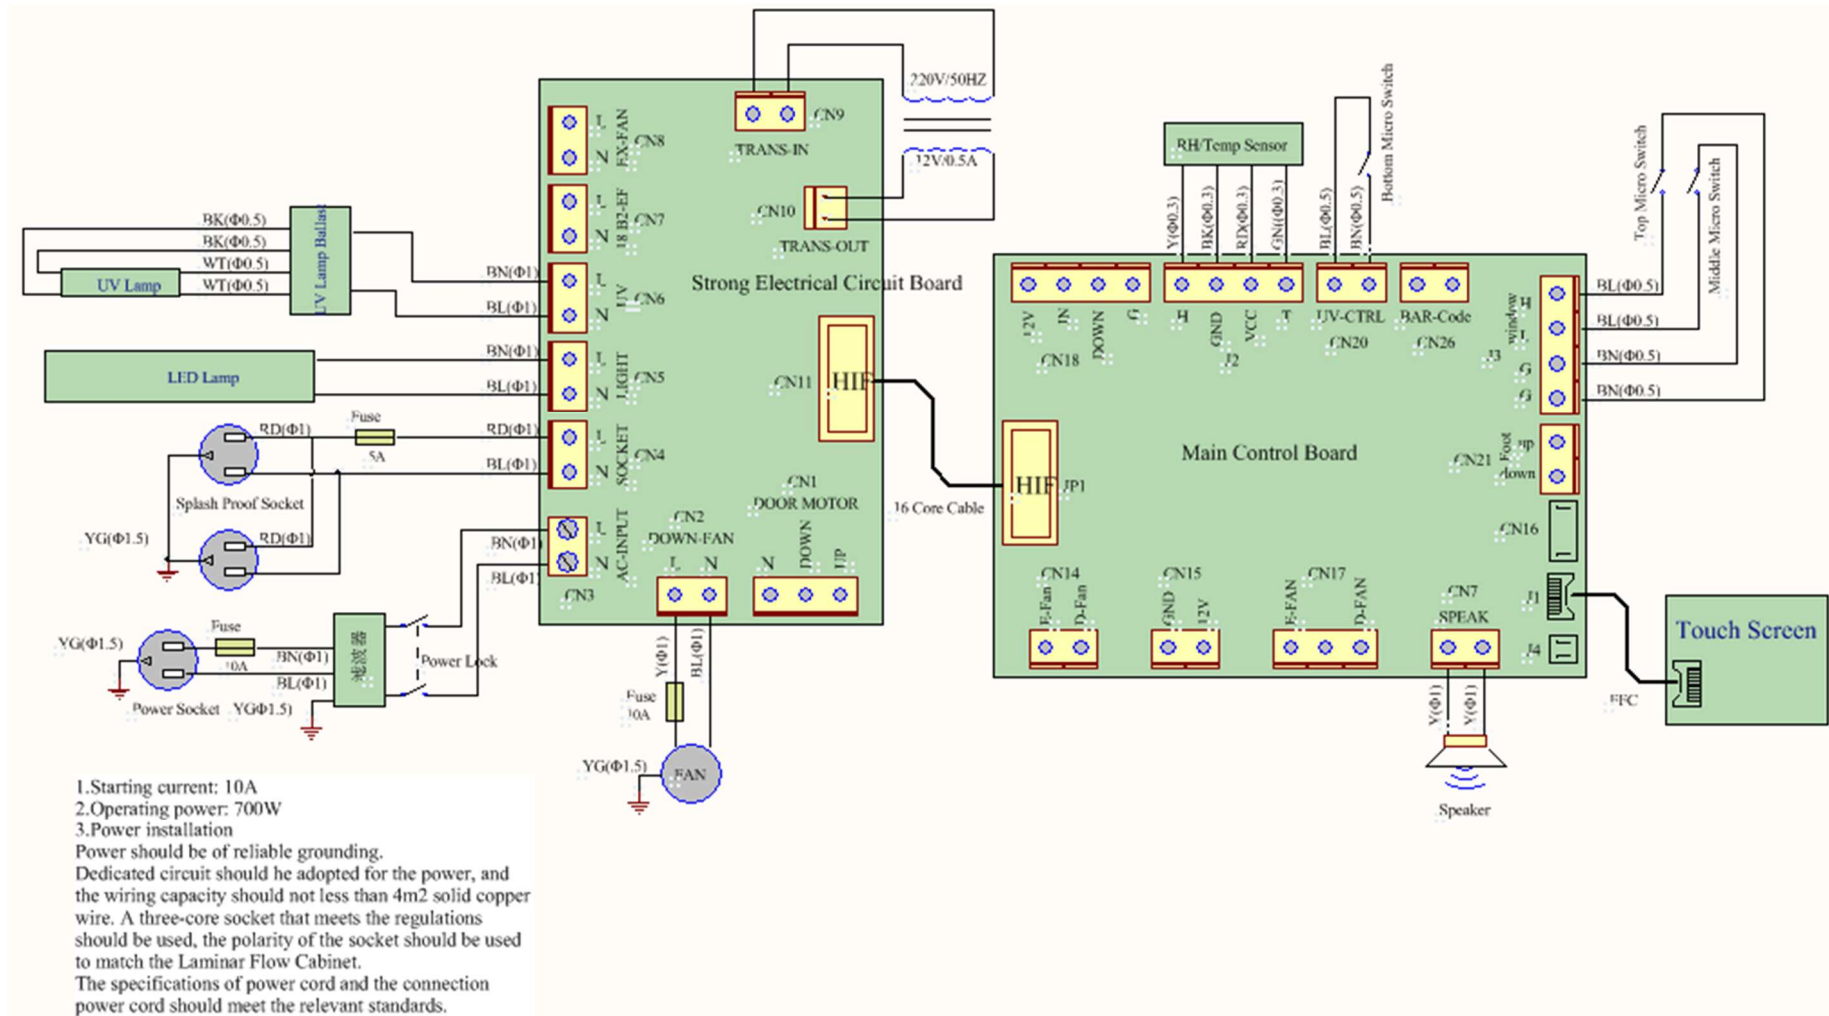 220V/50HZ
12V/0.5A
CN9
TRANS-IN
CN10
TRANS-OUT
L
N
EX-FAN
CN8
L
N
18 B2-EF
CN7
BK(Φ0.5)
BK(Φ0.5)
WT(Φ0.5)
WT(Φ0.5)
UV Lamp
UV Lamp Ballast
BN(Φ1)
BL(Φ1)
L
N
UV
CN6
Strong Electrical Circuit Board
LED Lamp
BN(Φ1)
BL(Φ1)
L
N
LIGHT
CN5
CN11
HIF
RD(Φ1)
Fuse
5A
RD(Φ1)
BL(Φ1)
L
N
SOCKET
CN4
Splash Proof Socket
YG(Φ1.5)
RD(Φ1)
BN(Φ1)
BL(Φ1)
L
N
AC-INPUT
CN3
CN2
DOWN-FAN
L
N
CN1
DOOR MOTOR
N
DOWN
UP
YG(Φ1.5)
Fuse
10A
BN(Φ1)
BL(Φ1)
Power Socket
YGΦ1.5)
滤波器
Power Lock
Y(Φ1)
BL(Φ1)
Fuse
10A
YG(Φ1.5)
FAN
16 Core Cable
RH/Temp Sensor
Y(Φ0.3)
BK(Φ0.3)
RD(Φ0.3)
GN((Φ0.3)
BL(Φ0.5)
BN(Φ0.5)
Bottom Micro Switch
Top Micro Switch
Middle Micro Switch
12V
IN
DOWN
G
CN18
H
GND
VCC
T
J2
UV-CTRL
CN20
BAR-Code
CN26
window
H
L
G
G
J3
BL(Φ0.5)
BL(Φ0.5)
BN(Φ0.5)
BN(Φ0.5)
Main Control Board
HIF
JP1
CN21
Foot
up
down
CN16
J1
J4
CN14
E-Fan
D-Fan
CN15
GND
12V
CN17
E-FAN
D-FAN
CN7
SPEAK
Y(Φ1)
Y(Φ1)
Speaker
FFC
Touch Screen
1.Starting current: 10A
2.Operating power: 700W
3.Power installation
Power should be of reliable grounding.
Dedicated circuit should be adopted for the power, and
the wiring capacity should not less than 4m2 solid copper
wire. A three-core socket that meets the regulations
should be used, the polarity of the socket should be used
to match the Laminar Flow Cabinet.
The specifications of power cord and the connection
power cord should meet the relevant standards.